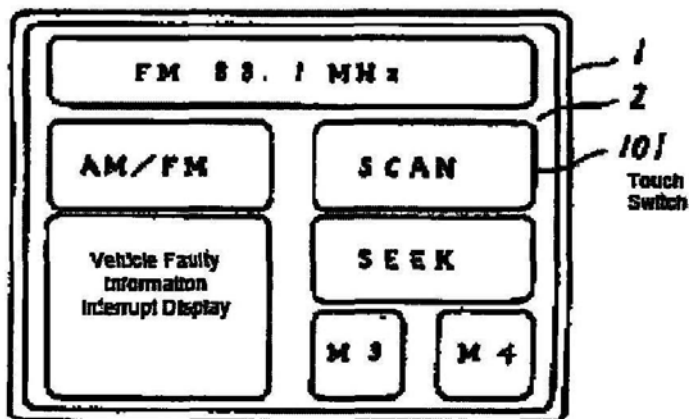 FM 88.1 MHz
1
2
AM/FM
SCAN
101
Touch
Switch
Vehicle Faulty
Information
Interrupt Display
SEEK
M 3
M 4